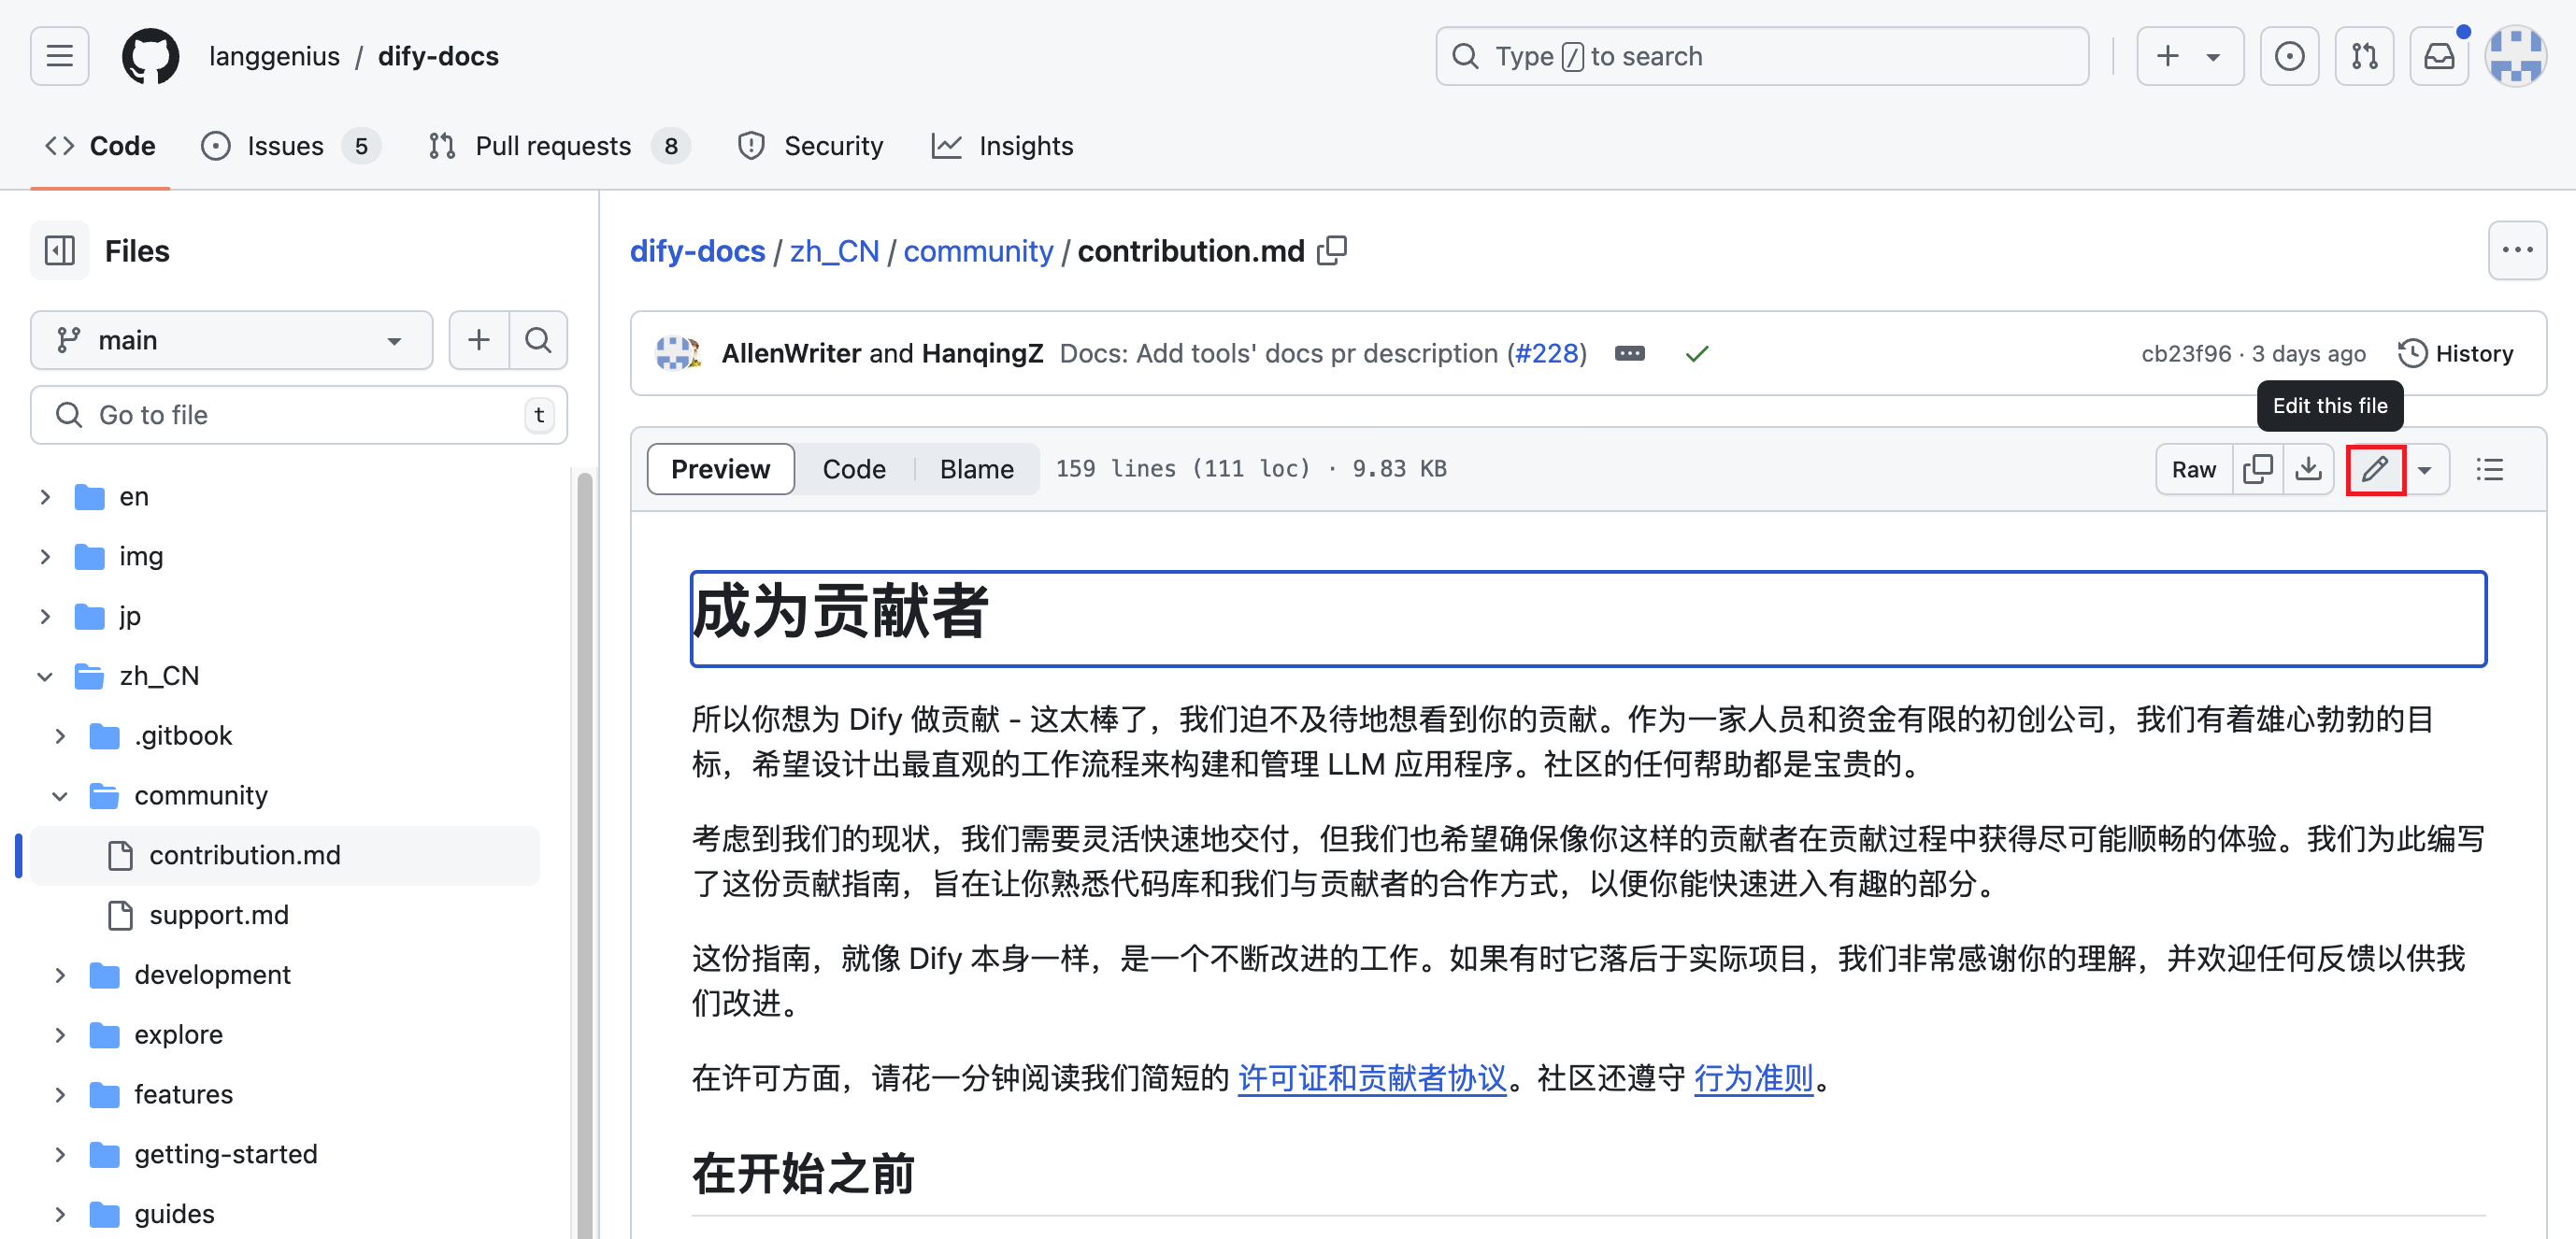 langgenius / dify-docs
Type / to search
Code
Issues 5
Pull requests 8
Security
Insights
Files
main
Go to file t
en
img
jp
zh_CN
.gitbook
community
contribution.md
support.md
development
explore
features
getting-started
guides
dify-docs / zh_CN / community / contribution.md
AllenWriter and HanqingZ Docs: Add tools' docs pr description (#228)
cb23f96 · 3 days ago
History
Edit this file
Preview
Code
Blame
159 lines (111 loc) · 9.83 KB
Raw
成为贡献者
所以你想为 Dify 做贡献 - 这太棒了，我们迫不及待地想看到你的贡献。作为一家人员和资金有限的初创公司，我们有着雄心勃勃的目
标，希望设计出最直观的工作流程来构建和管理 LLM 应用程序。社区的任何帮助都是宝贵的。
考虑到我们的现状，我们需要灵活快速地交付，但我们也希望确保像你这样的贡献者在贡献过程中获得尽可能顺畅的体验。我们为此编写
了这份贡献指南，旨在让你熟悉代码库和我们与贡献者的合作方式，以便你能快速进入有趣的部分。
这份指南，就像 Dify 本身一样，是一个不断改进的工作。如果有时它落后于实际项目，我们非常感谢你的理解，并欢迎任何反馈以供我
们改进。
在许可方面，请花一分钟阅读我们简短的 许可证和贡献者协议。社区还遵守 行为准则。
在开始之前